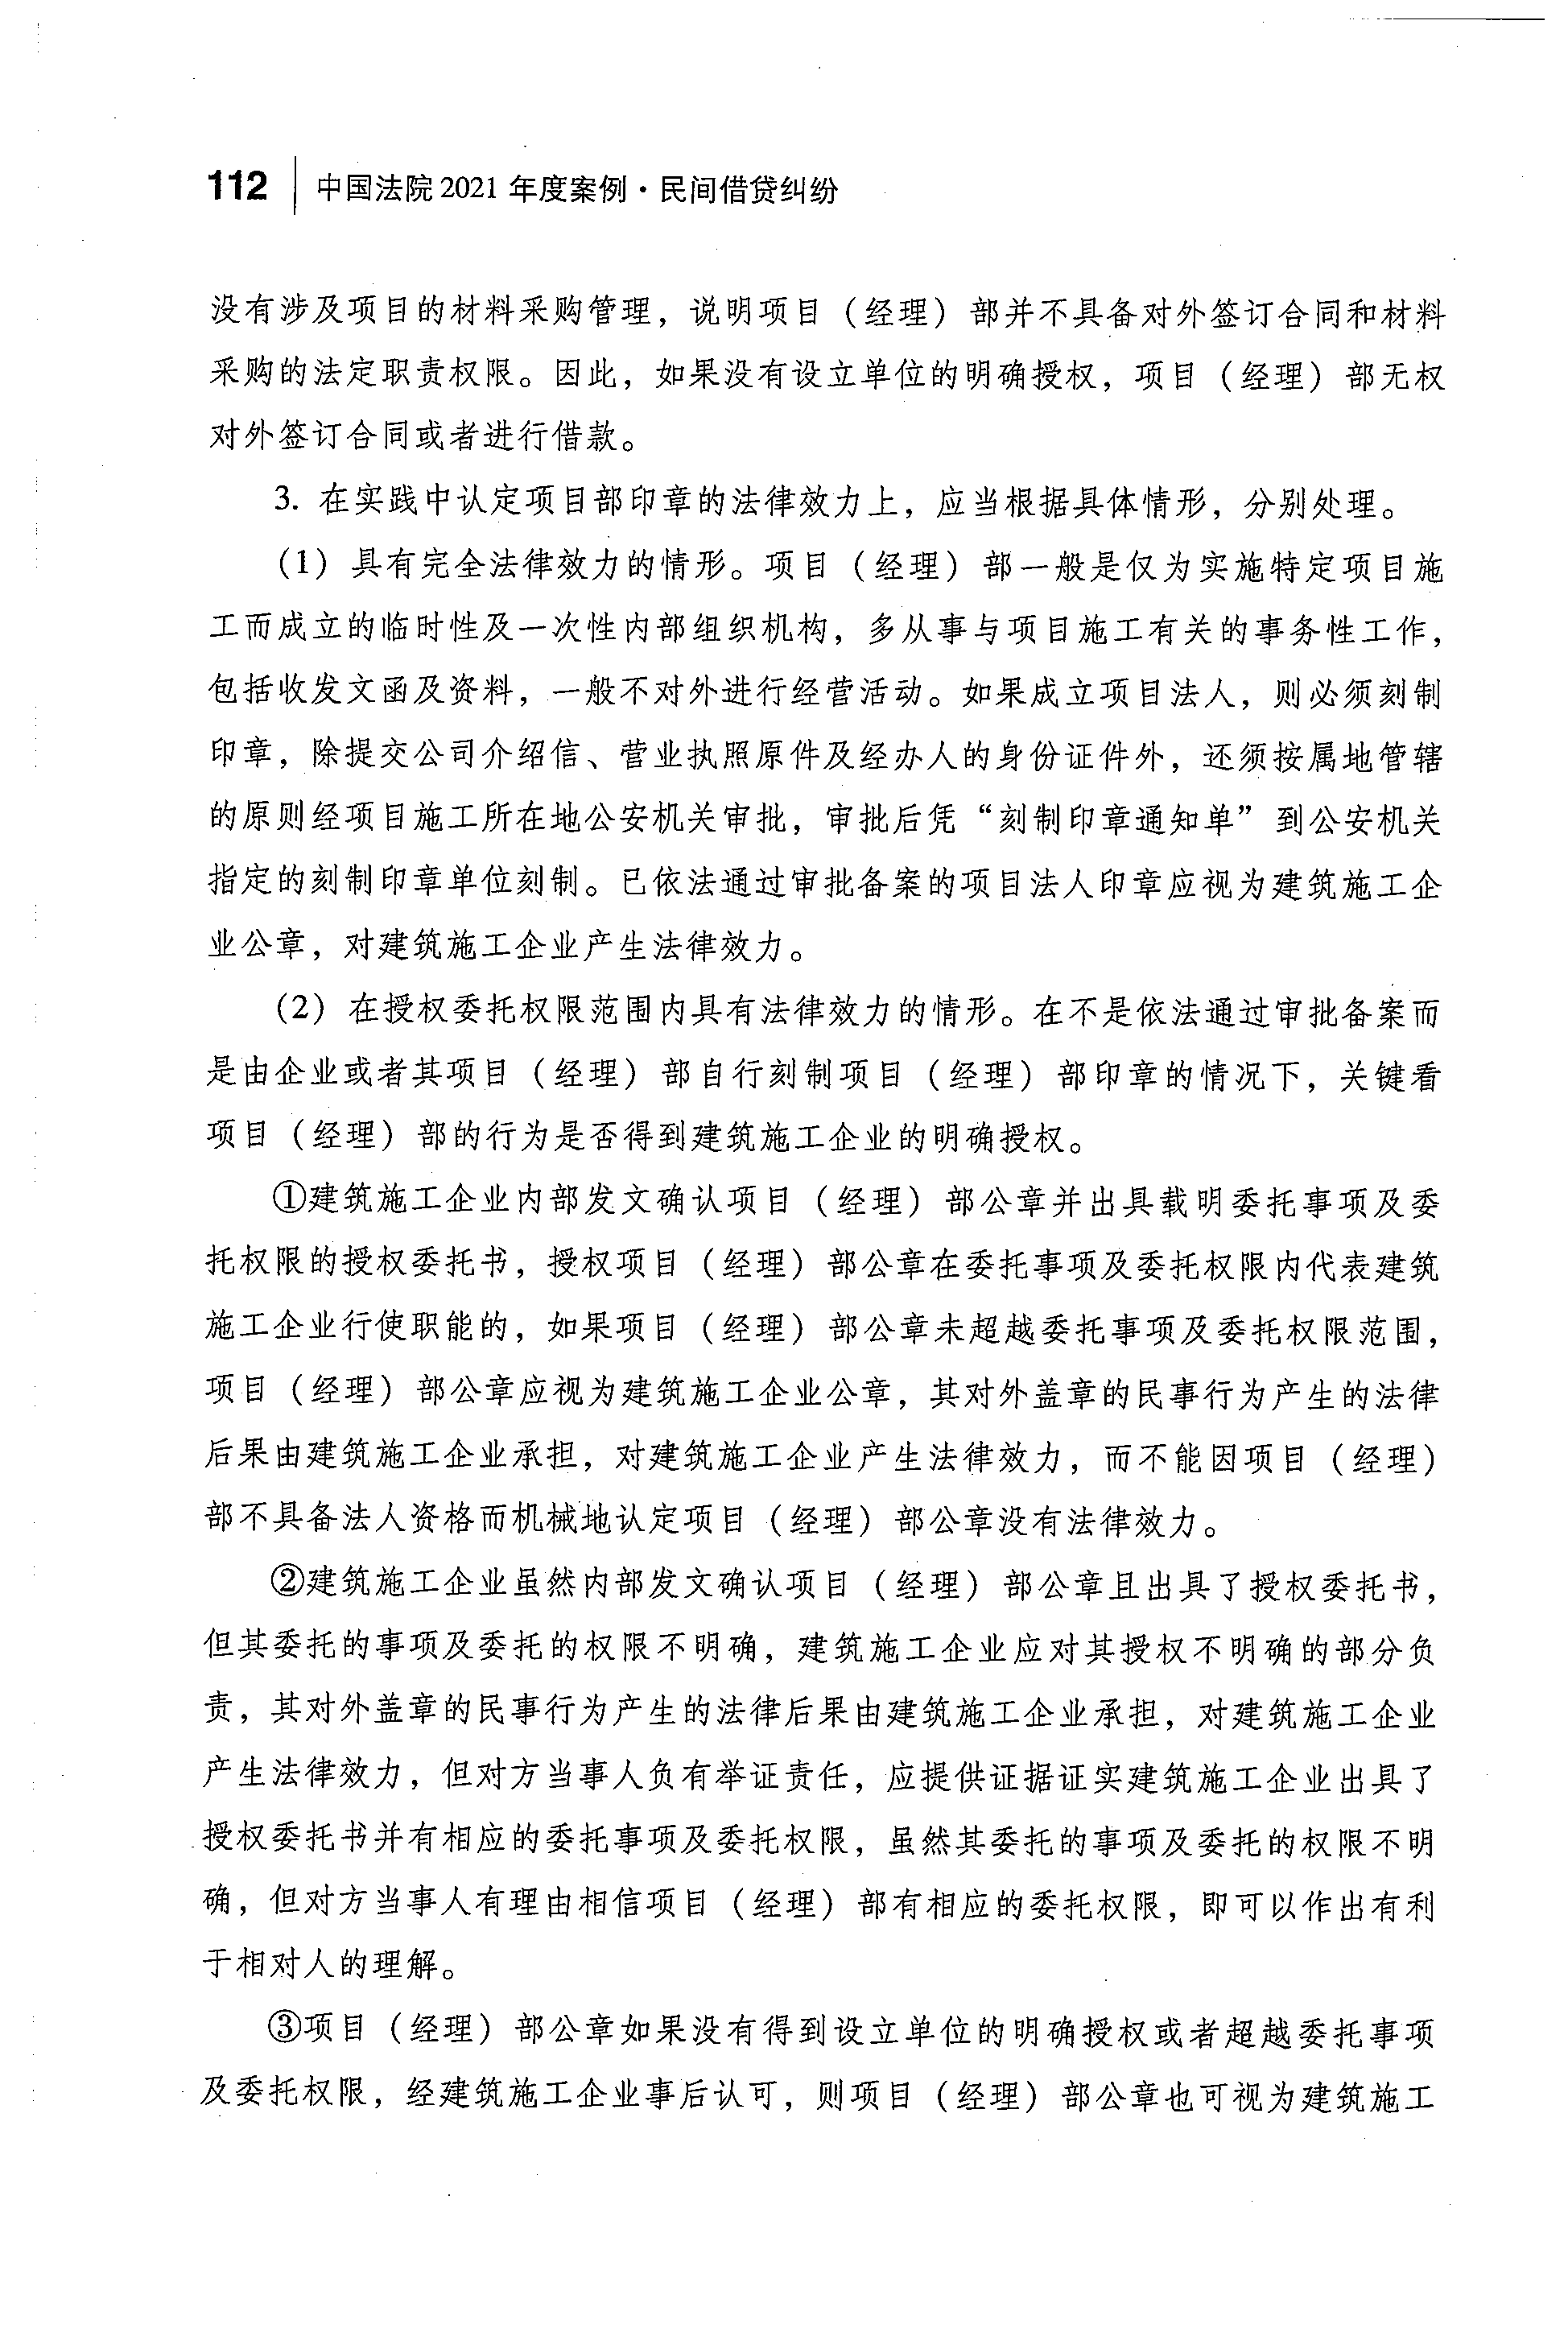 112 中国法院 2021 年度案例·民间借贷纠纷
没有涉及项目的材料采购管理，说明项目（经理）部并不具备对外签订合同和材料
采购的法定职责权限。因此，如果没有设立单位的明确授权，项目（经理）部无权
对外签订合同或者进行借款。
3. 在实践中认定项目部印章的法律效力上，应当根据具体情形，分别处理。
（1）具有完全法律效力的情形。项目（经理）部一般是仅为实施特定项目施
工而成立的临时性及一次性内部组织机构，多从事与项目施工有关的事务性工作，
包括收发文函及资料，一般不对外进行经营活动。如果成立项目法人，则必须刻制
印章，除提交公司介绍信、营业执照原件及经办人的身份证件外，还须按属地管辖
的原则经项目施工所在地公安机关审批，审批后凭“刻制印章通知单”到公安机关
指定的刻制印章单位刻制。已依法通过审批备案的项目法人印章应视为建筑施工企
业公章，对建筑施工企业产生法律效力。
（2）在授权委托权限范围内具有法律效力的情形。在不是依法通过审批备案而
是由企业或者其项目（经理）部自行刻制项目（经理）部印章的情况下，关键看
项目（经理）部的行为是否得到建筑施工企业的明确授权。
①建筑施工企业内部发文确认项目（经理）部公章并出具载明委托事项及委
托权限的授权委托书，授权项目（经理）部公章在委托事项及委托权限内代表建筑
施工企业行使职能的，如果项目（经理）部公章未超越委托事项及委托权限范围，
项目（经理）部公章应视为建筑施工企业公章，其对外盖章的民事行为产生的法律
后果由建筑施工企业承担，对建筑施工企业产生法律效力，而不能因项目（经理）
部不具备法人资格而机械地认定项目（经理）部公章没有法律效力。
②建筑施工企业虽然内部发文确认项目（经理）部公章且出具了授权委托书，
但其委托的事项及委托的权限不明确，建筑施工企业应对其授权不明确的部分负
责，其对外盖章的民事行为产生的法律后果由建筑施工企业承担，对建筑施工企业
产生法律效力，但对方当事人负有举证责任，应提供证据证实建筑施工企业出具了
授权委托书并有相应的委托事项及委托权限，虽然其委托的事项及委托的权限不明
确，但对方当事人有理由相信项目（经理）部有相应的委托权限，即可以作出有利
于相对人的理解。
③项目（经理）部公章如果没有得到设立单位的明确授权或者超越委托事项
及委托权限，经建筑施工企业事后认可，则项目（经理）部公章也可视为建筑施工